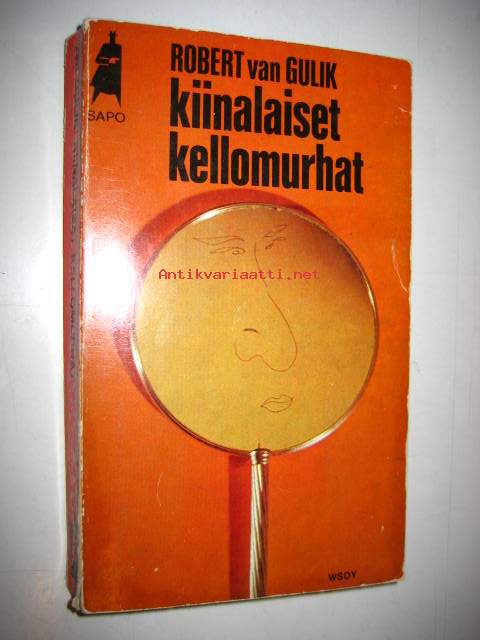 SAPO
ROBERT van GULIK
kiinalaiset
kellomurhat
Antikvariaatti.net
WSOY